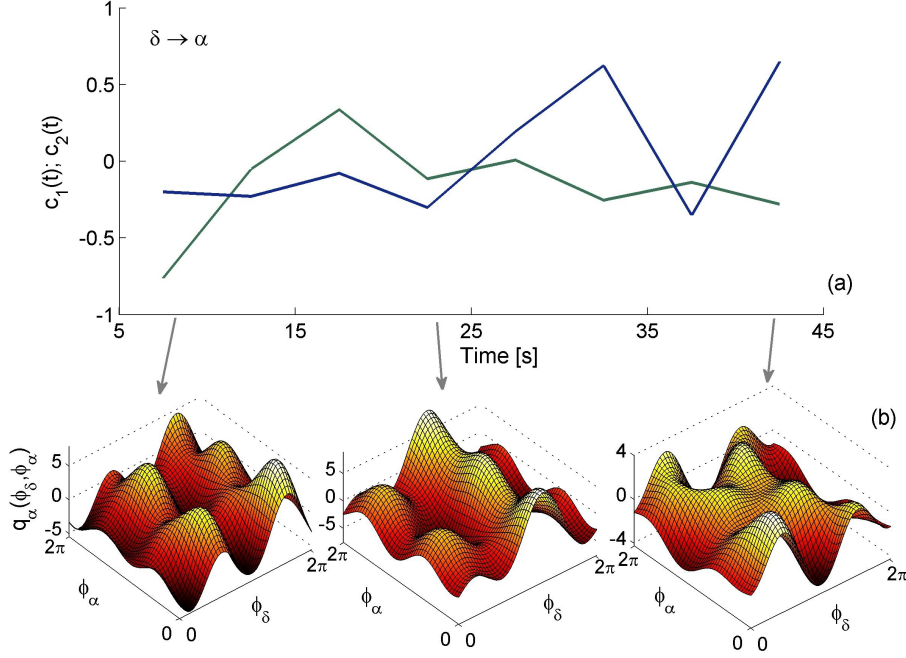 δ → α
1
0.5
0
-0.5
-1
c₁(t); c₂(t)
(a)
5 15 25 35 45
Time [s]
(b)
qα(ϕδ,ϕα)
5
0
-5
2π
ϕα
0 0
ϕδ
2π
5
0
-5
2π
ϕα
0 0
ϕδ
2π
4
0
-4
2π
ϕα
0 0
ϕδ
2π